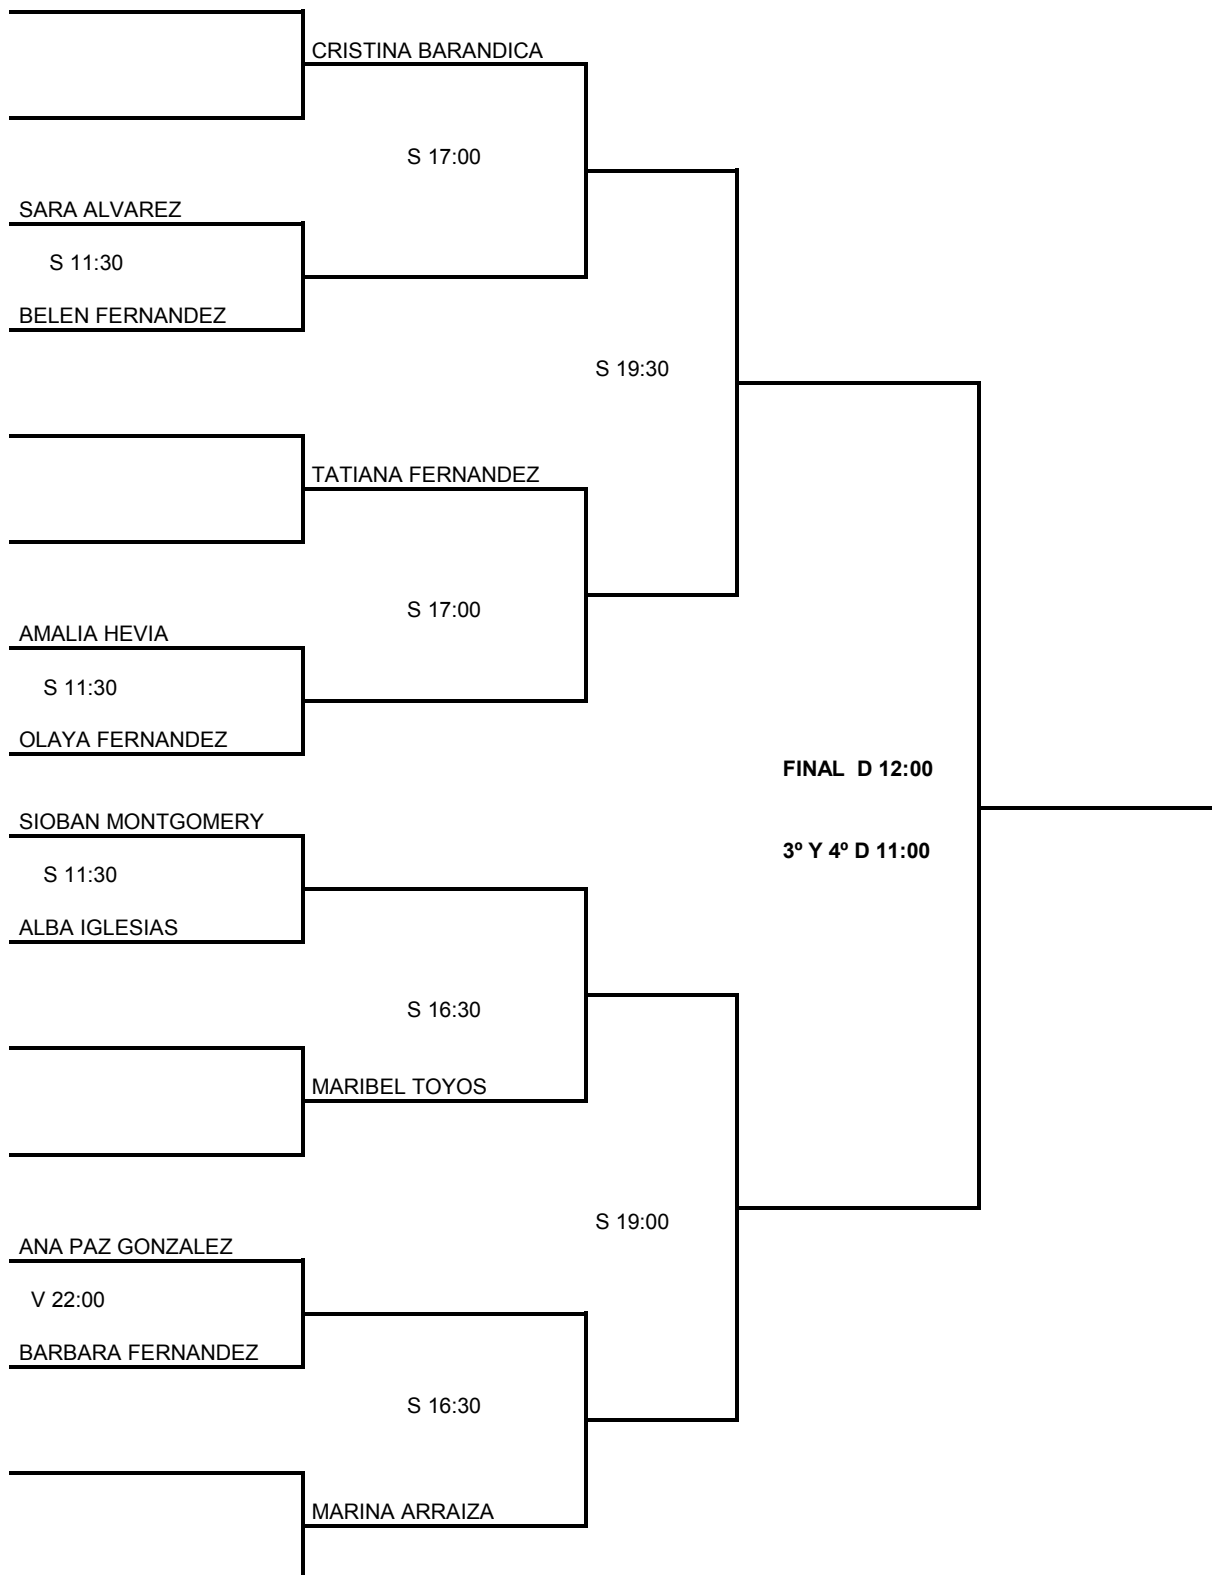 CRISTINA BARANDICA
S 17:00
SARA ALVAREZ
S 11:30
BELEN FERNANDEZ
S 19:30
TATIANA FERNANDEZ
S 17:00
AMALIA HEVIA
S 11:30
OLAYA FERNANDEZ
FINAL D 12:00
SIOBAN MONTGOMERY
3º Y 4º D 11:00
S 11:30
ALBA IGLESIAS
S 16:30
MARIBEL TOYOS
S 19:00
ANA PAZ GONZALEZ
V 22:00
BARBARA FERNANDEZ
S 16:30
MARINA ARRAIZA